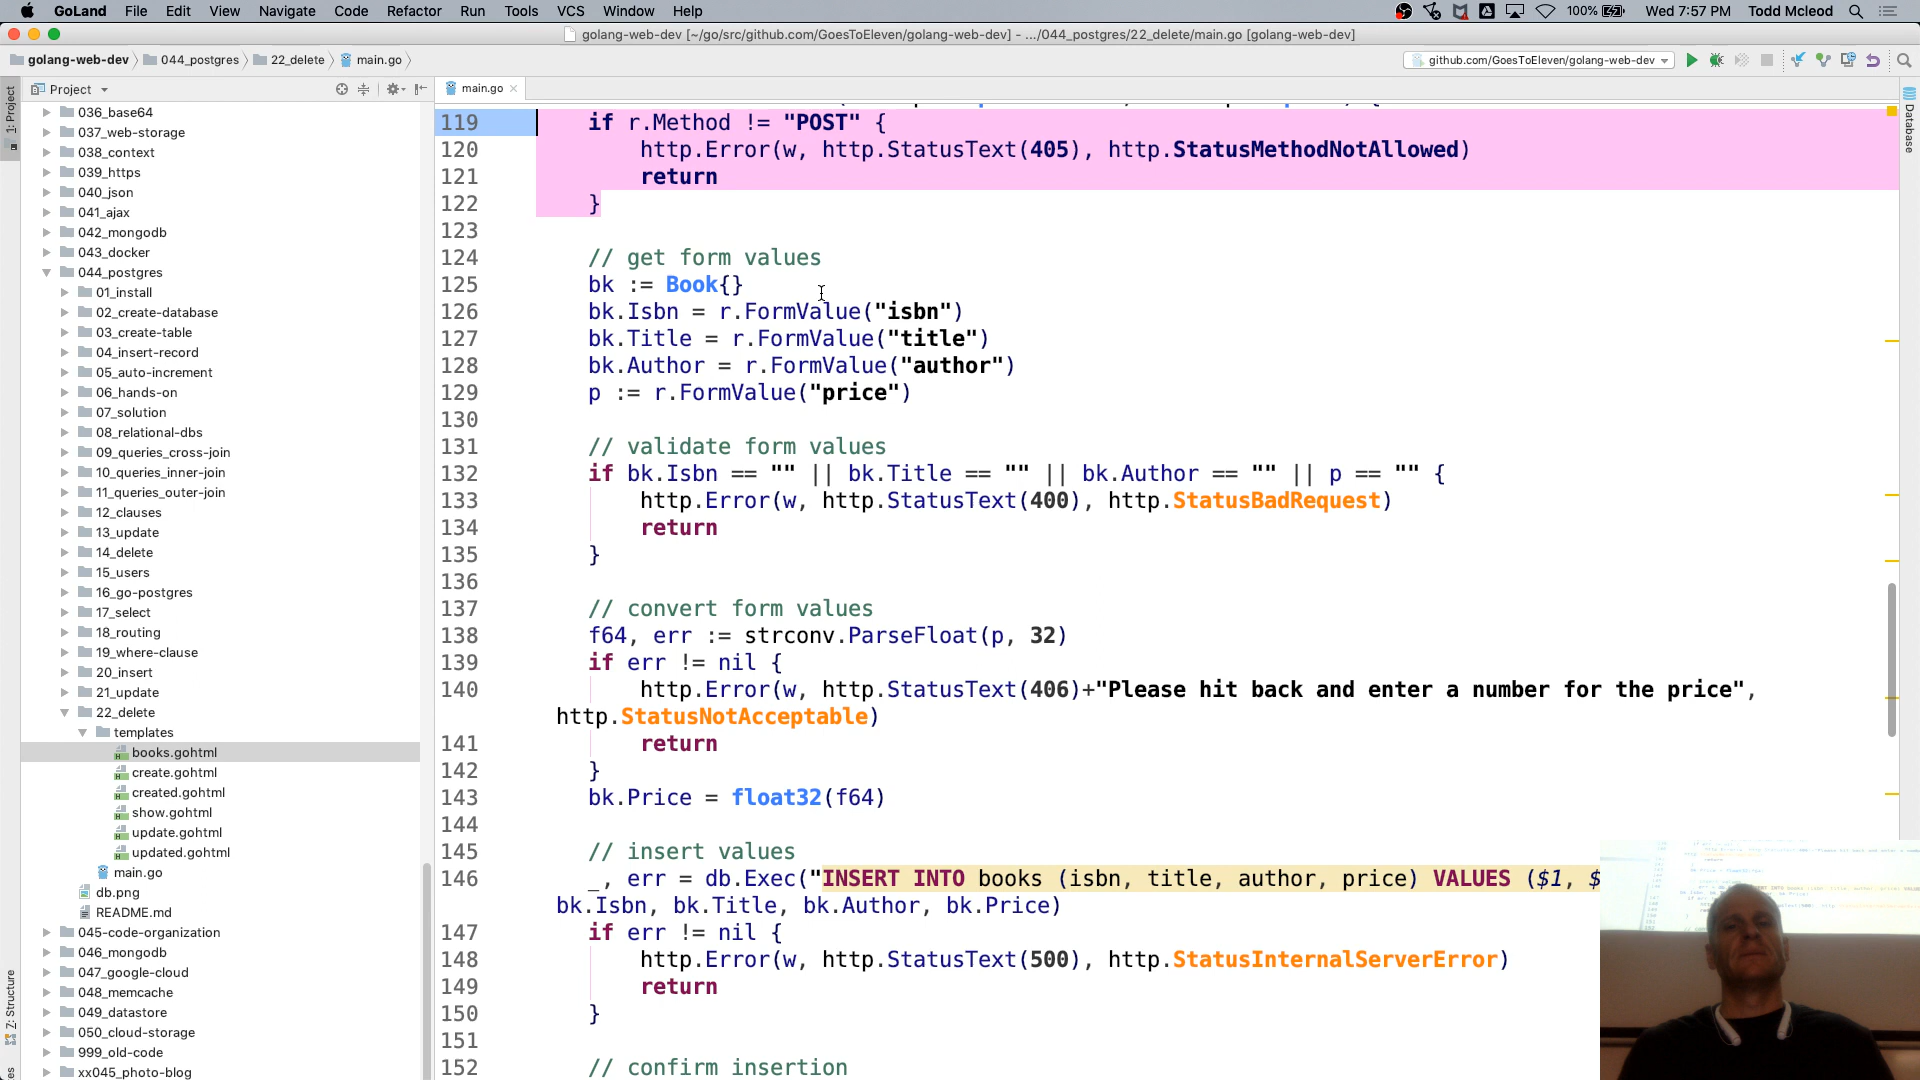 GoLand File Edit View Navigate Code Refactor Run Tools VCS Window Help 100% Wed 7:57 PM Todd Mcleod
golang-web-dev [~/go/src/github.com/GoesToEleven/golang-web-dev] - .../044_postgres/22_delete/main.go [golang-web-dev]
golang-web-dev 044_postgres 22_delete main.go github.com/GoesToEleven/golang-web-dev
Project main.go
1: Project
Z: Structure
Database
036_base64
037_web-storage
038_context
039_https
040_json
041_ajax
042_mongodb
043_docker
044_postgres
01_install
02_create-database
03_create-table
04_insert-record
05_auto-increment
06_hands-on
07_solution
08_relational-dbs
09_queries_cross-join
10_queries_inner-join
11_queries_outer-join
12_clauses
13_update
14_delete
15_users
16_go-postgres
17_select
18_routing
19_where-clause
20_insert
21_update
22_delete
templates
books.gohtml
create.gohtml
created.gohtml
show.gohtml
update.gohtml
updated.gohtml
main.go
db.png
README.md
045-code-organization
046_mongodb
047_google-cloud
048_memcache
049_datastore
050_cloud-storage
999_old-code
xx045_photo-blog
119 if r.Method != "POST" {
120 http.Error(w, http.StatusText(405), http.StatusMethodNotAllowed)
121 return
122 }
123
124 // get form values
125 bk := Book{}
126 bk.Isbn = r.FormValue("isbn")
127 bk.Title = r.FormValue("title")
128 bk.Author = r.FormValue("author")
129 p := r.FormValue("price")
130
131 // validate form values
132 if bk.Isbn == "" || bk.Title == "" || bk.Author == "" || p == "" {
133 http.Error(w, http.StatusText(400), http.StatusBadRequest)
134 return
135 }
136
137 // convert form values
138 f64, err := strconv.ParseFloat(p, 32)
139 if err != nil {
140 http.Error(w, http.StatusText(406)+"Please hit back and enter a number for the price",
http.StatusNotAcceptable)
141 return
142 }
143 bk.Price = float32(f64)
144
145 // insert values
146 _, err = db.Exec("INSERT INTO books (isbn, title, author, price) VALUES ($1, $
bk.Isbn, bk.Title, bk.Author, bk.Price)
147 if err != nil {
148 http.Error(w, http.StatusText(500), http.StatusInternalServerError)
149 return
150 }
151
152 // confirm insertion